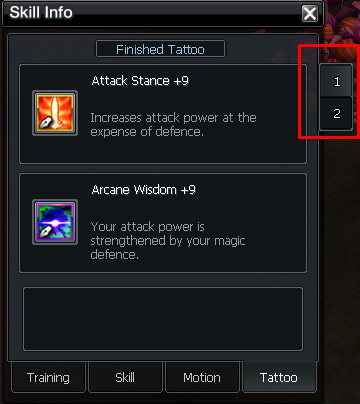 Skill Info
Finished Tattoo
Attack Stance +9
Increases attack power at the
expense of defence.
1
2
Arcane Wisdom +9
Your attack power is
strengthened by your magic
defence.
Training
Skill
Motion
Tattoo